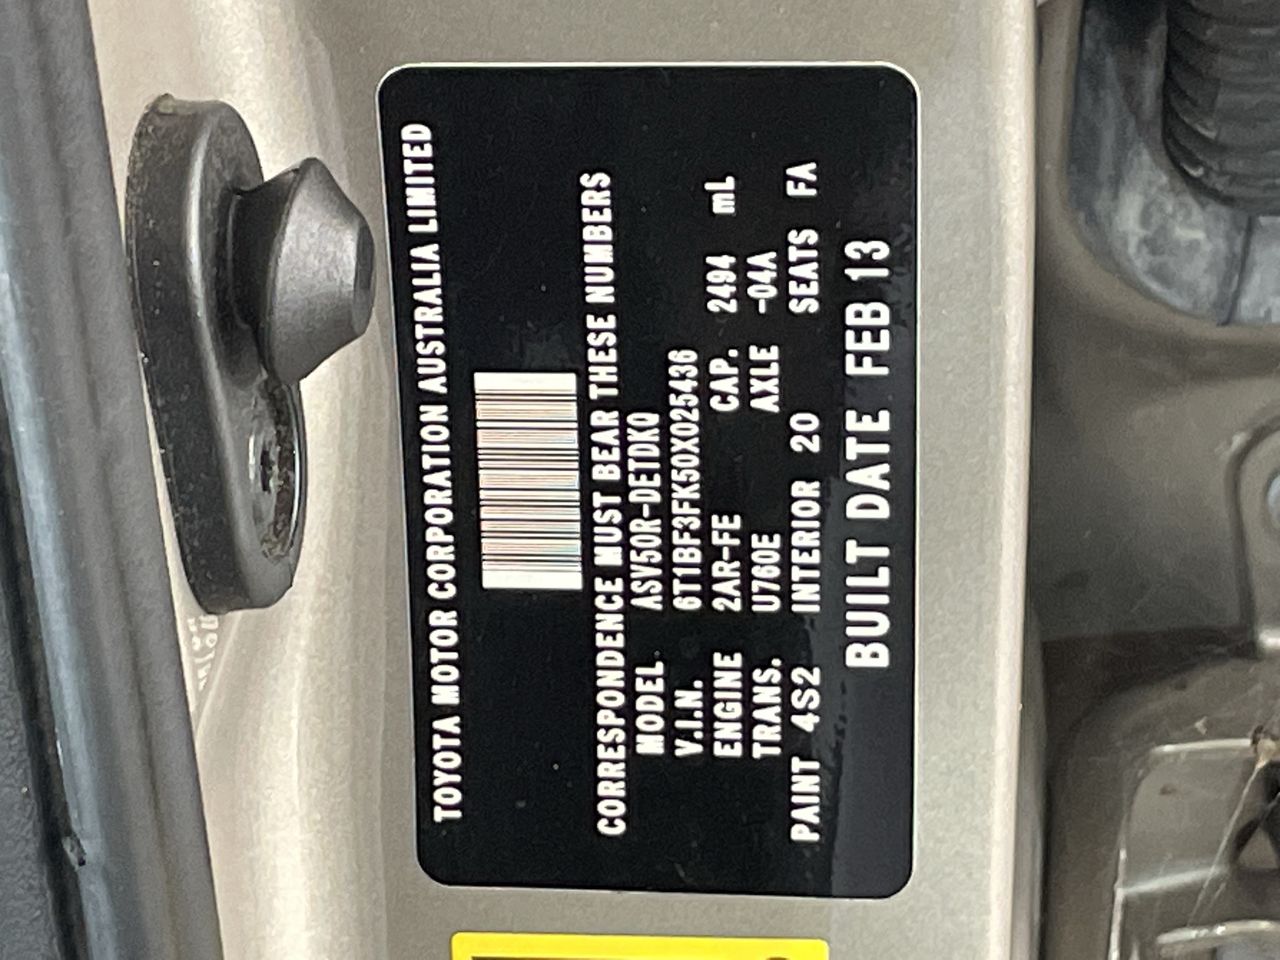 TOYOTA MOTOR CORPORATION AUSTRALIA LIMITED
CORRESPONDENCE MUST BEAR THESE NUMBERS
MODEL ASV50R-DETDKQ
V.I.N. 6T1BF3FK50X025436
ENGINE 2AR-FE CAP. 2494 mL
TRANS. U760E AXLE -04A
PAINT 4S2 INTERIOR 20 SEATS FA
BUILT DATE FEB 13